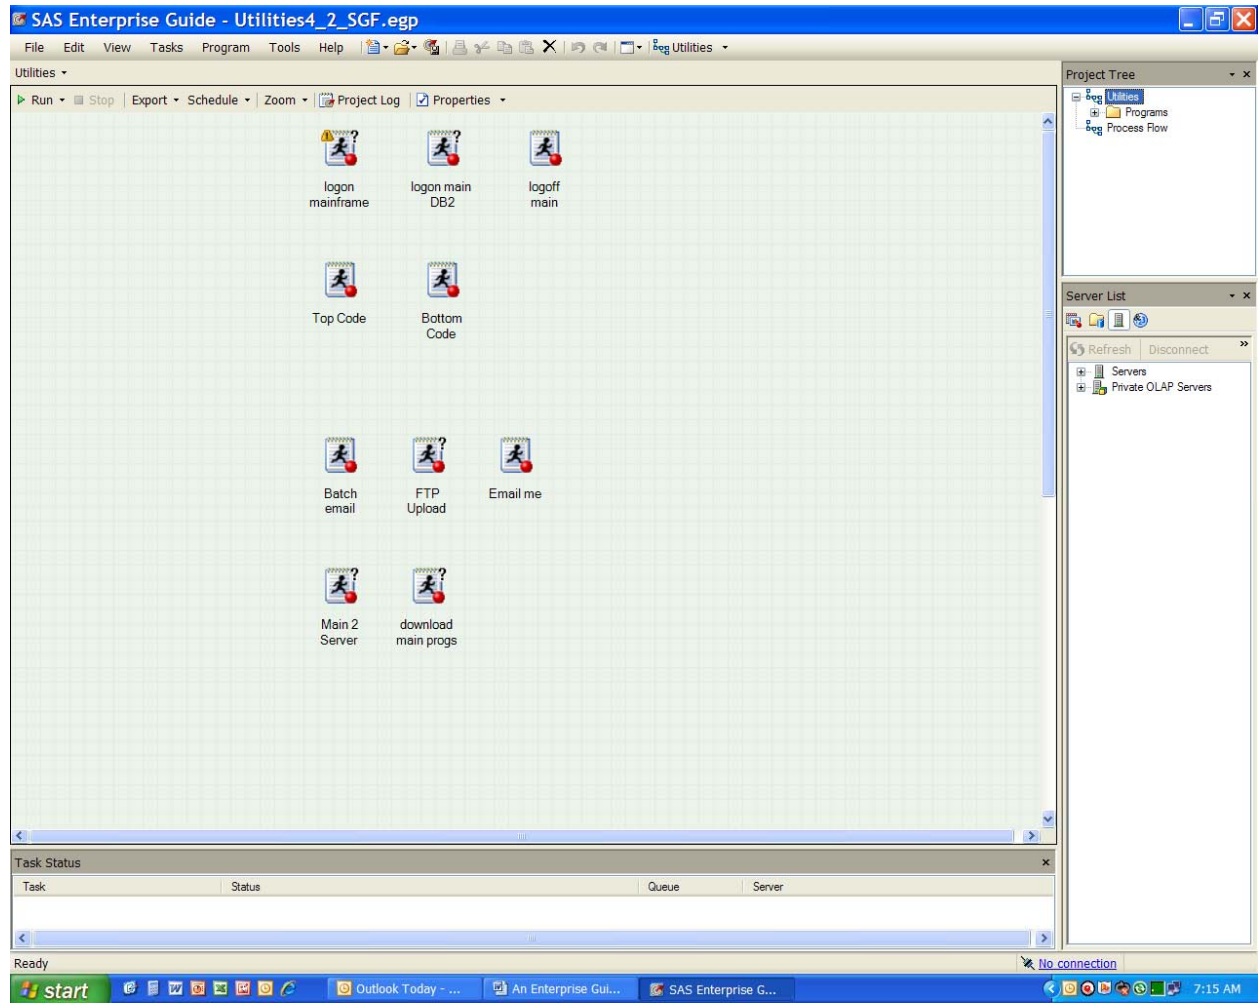 SAS Enterprise Guide - Utilities4_2_SGF.egp
File Edit View Tasks Program Tools Help Utilities
Utilities
Run Stop Export Schedule Zoom Project Log Properties
logon
mainframe
logon main
DB2
logoff
main
Top Code
Bottom
Code
Batch
email
FTP
Upload
Email me
Main 2
Server
download
main progs
Project Tree
Utilities
Programs
Process Flow
Server List
Refresh Disconnect
Servers
Private OLAP Servers
Task Status
Task Status Queue Server
Ready
No connection
start
Outlook Today - ...
An Enterprise Gui...
SAS Enterprise G...
7:15 AM